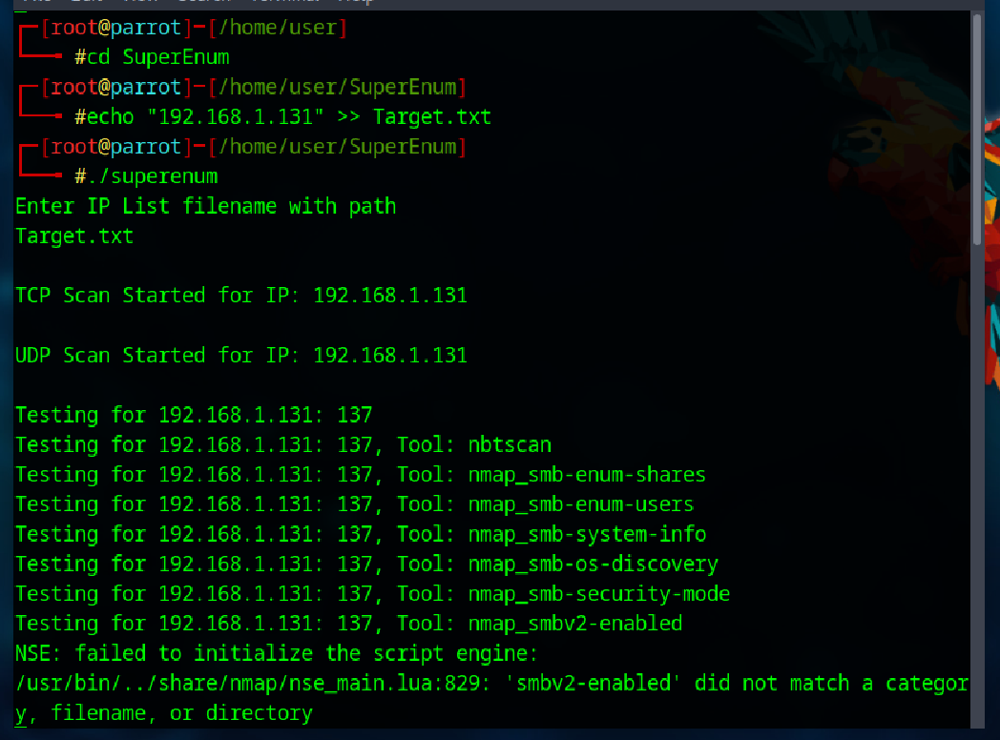 [root@parrot]-[/home/user]
#cd SuperEnum
[root@parrot]-[/home/user/SuperEnum]
#echo "192.168.1.131" >> Target.txt
[root@parrot]-[/home/user/SuperEnum]
#./superenum
Enter IP List filename with path
Target.txt
TCP Scan Started for IP: 192.168.1.131
UDP Scan Started for IP: 192.168.1.131
Testing for 192.168.1.131: 137
Testing for 192.168.1.131: 137, Tool: nbtscan
Testing for 192.168.1.131: 137, Tool: nmap_smb-enum-shares
Testing for 192.168.1.131: 137, Tool: nmap_smb-enum-users
Testing for 192.168.1.131: 137, Tool: nmap_smb-system-info
Testing for 192.168.1.131: 137, Tool: nmap_smb-os-discovery
Testing for 192.168.1.131: 137, Tool: nmap_smb-security-mode
Testing for 192.168.1.131: 137, Tool: nmap_smbv2-enabled
NSE: failed to initialize the script engine:
/usr/bin/../share/nmap/nse_main.lua:829: 'smbv2-enabled' did not match a categor
y, filename, or directory